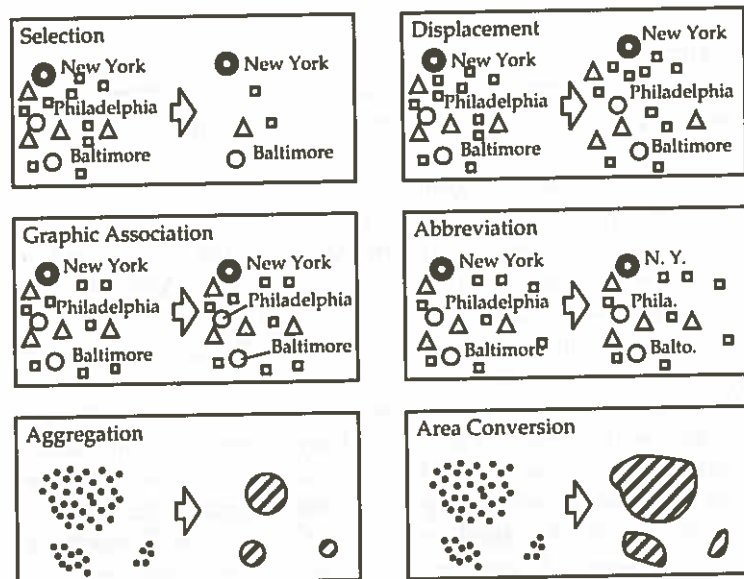 Selection
New York
Philadelphia
Baltimore
New York
Baltimore
Displacement
New York
Philadelphia
Baltimore
New York
Philadelphia
Baltimore
Graphic Association
New York
Philadelphia
Baltimore
New York
Philadelphia
Baltimore
Abbreviation
New York
Philadelphia
Baltimore
N. Y.
Phila.
Balto.
Aggregation
Area Conversion